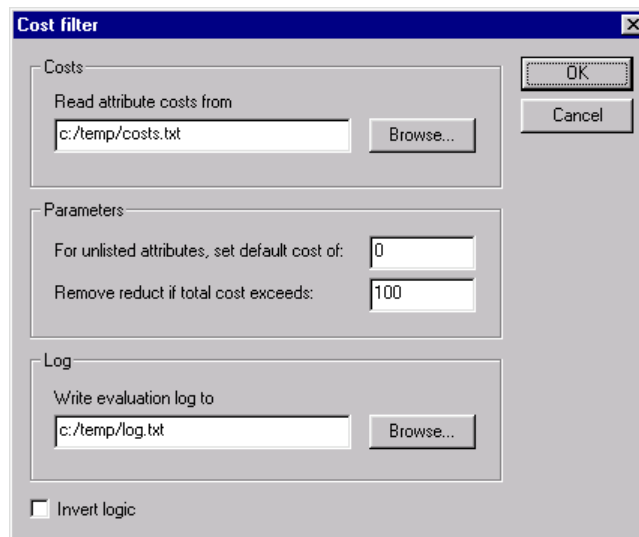 Cost filter
Costs
OK
Read attribute costs from
Cancel
c:/temp/costs.txt
Browse...
Parameters
For unlisted attributes, set default cost of:
0
Remove reduct if total cost exceeds:
100
Log
Write evaluation log to
c:/temp/log.txt
Browse...
Invert logic